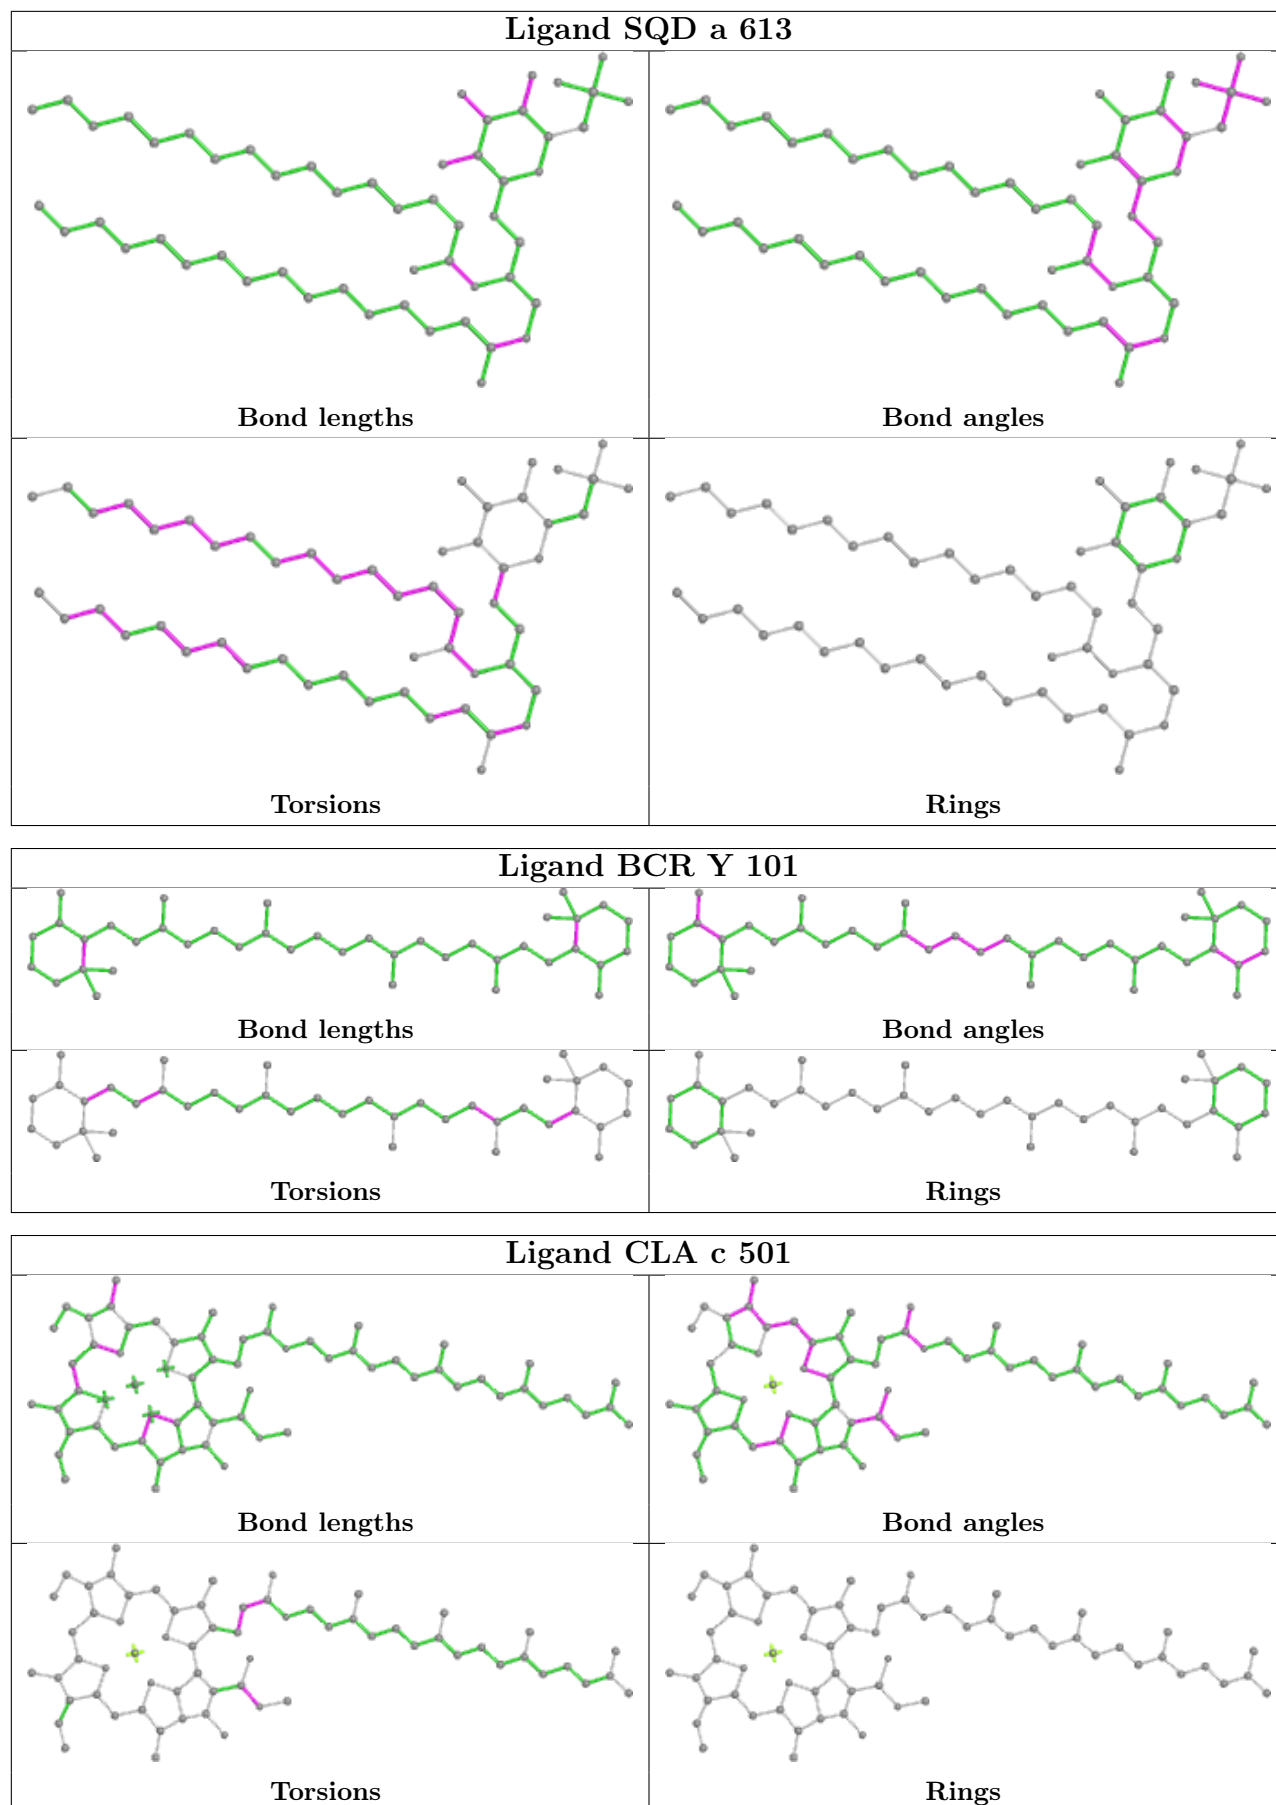 Ligand SQD a 613
Bond lengths
Bond angles
Torsions
Rings
Ligand BCR Y 101
Bond lengths
Bond angles
Torsions
Rings
Ligand CLA c 501
Bond lengths
Bond angles
Torsions
Rings